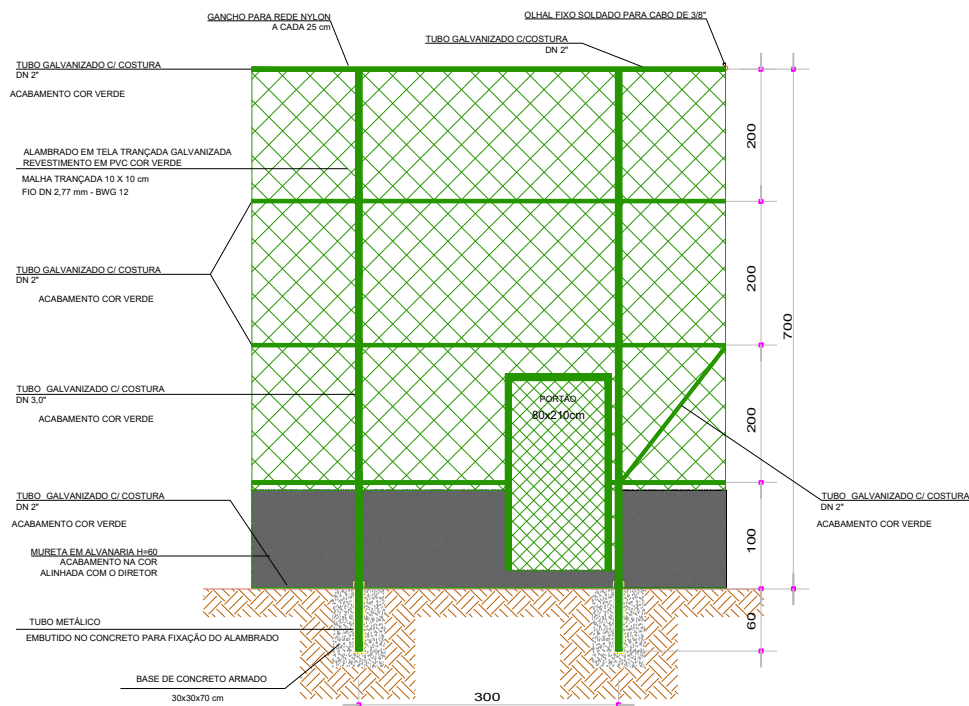 GANCHO PARA REDE NYLON
A CADA 25 cm
OLHAL FIXO SOLDADO PARA CABO DE 3/8"
TUBO GALVANIZADO C/COSTURA
DN 2"
TUBO GALVANIZADO C/ COSTURA
DN 2"
ACABAMENTO COR VERDE
ALAMBRADO EM TELA TRANÇADA GALVANIZADA
REVESTIMENTO EM PVC COR VERDE
MALHA TRANÇADA 10 X 10 cm
FIO DN 2,77 mm - BWG 12
200
TUBO GALVANIZADO C/ COSTURA
DN 2"
ACABAMENTO COR VERDE
200
700
TUBO GALVANIZADO C/ COSTURA
DN 3,0"
ACABAMENTO COR VERDE
PORTÃO
80x210cm
200
TUBO GALVANIZADO C/ COSTURA
DN 2"
ACABAMENTO COR VERDE
TUBO GALVANIZADO C/ COSTURA
DN 2"
ACABAMENTO COR VERDE
100
MURETA EM ALVANARIA H=60
ACABAMENTO NA COR
ALINHADA COM O DIRETOR
TUBO METÁLICO
EMBUTIDO NO CONCRETO PARA FIXAÇÃO DO ALAMBRADO
60
BASE DE CONCRETO ARMADO
30x30x70 cm
300